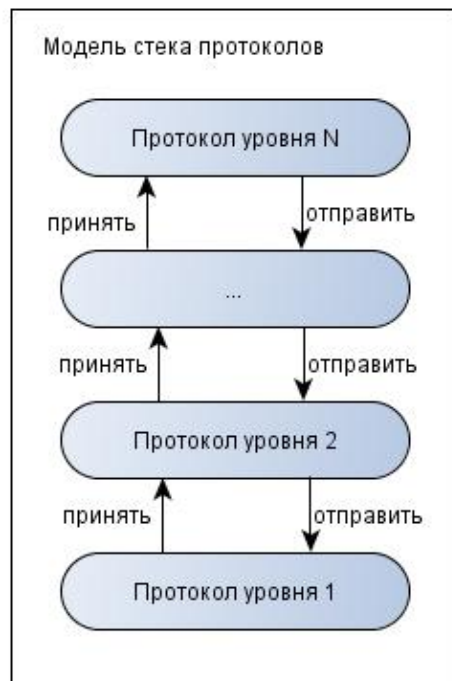 Модель стека протоколов
Протокол уровня N
принять
отправить
...
принять
отправить
Протокол уровня 2
принять
отправить
Протокол уровня 1